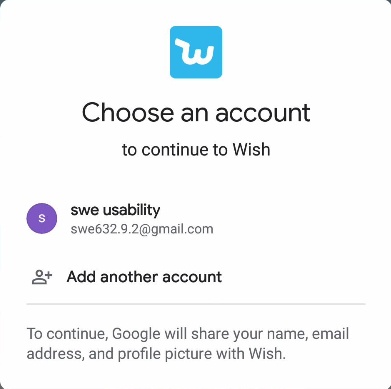 w
Choose an account
to continue to Wish
s
swe usability
swe632.9.2@gmail.com
Add another account
To continue, Google will share your name, email
address, and profile picture with Wish.